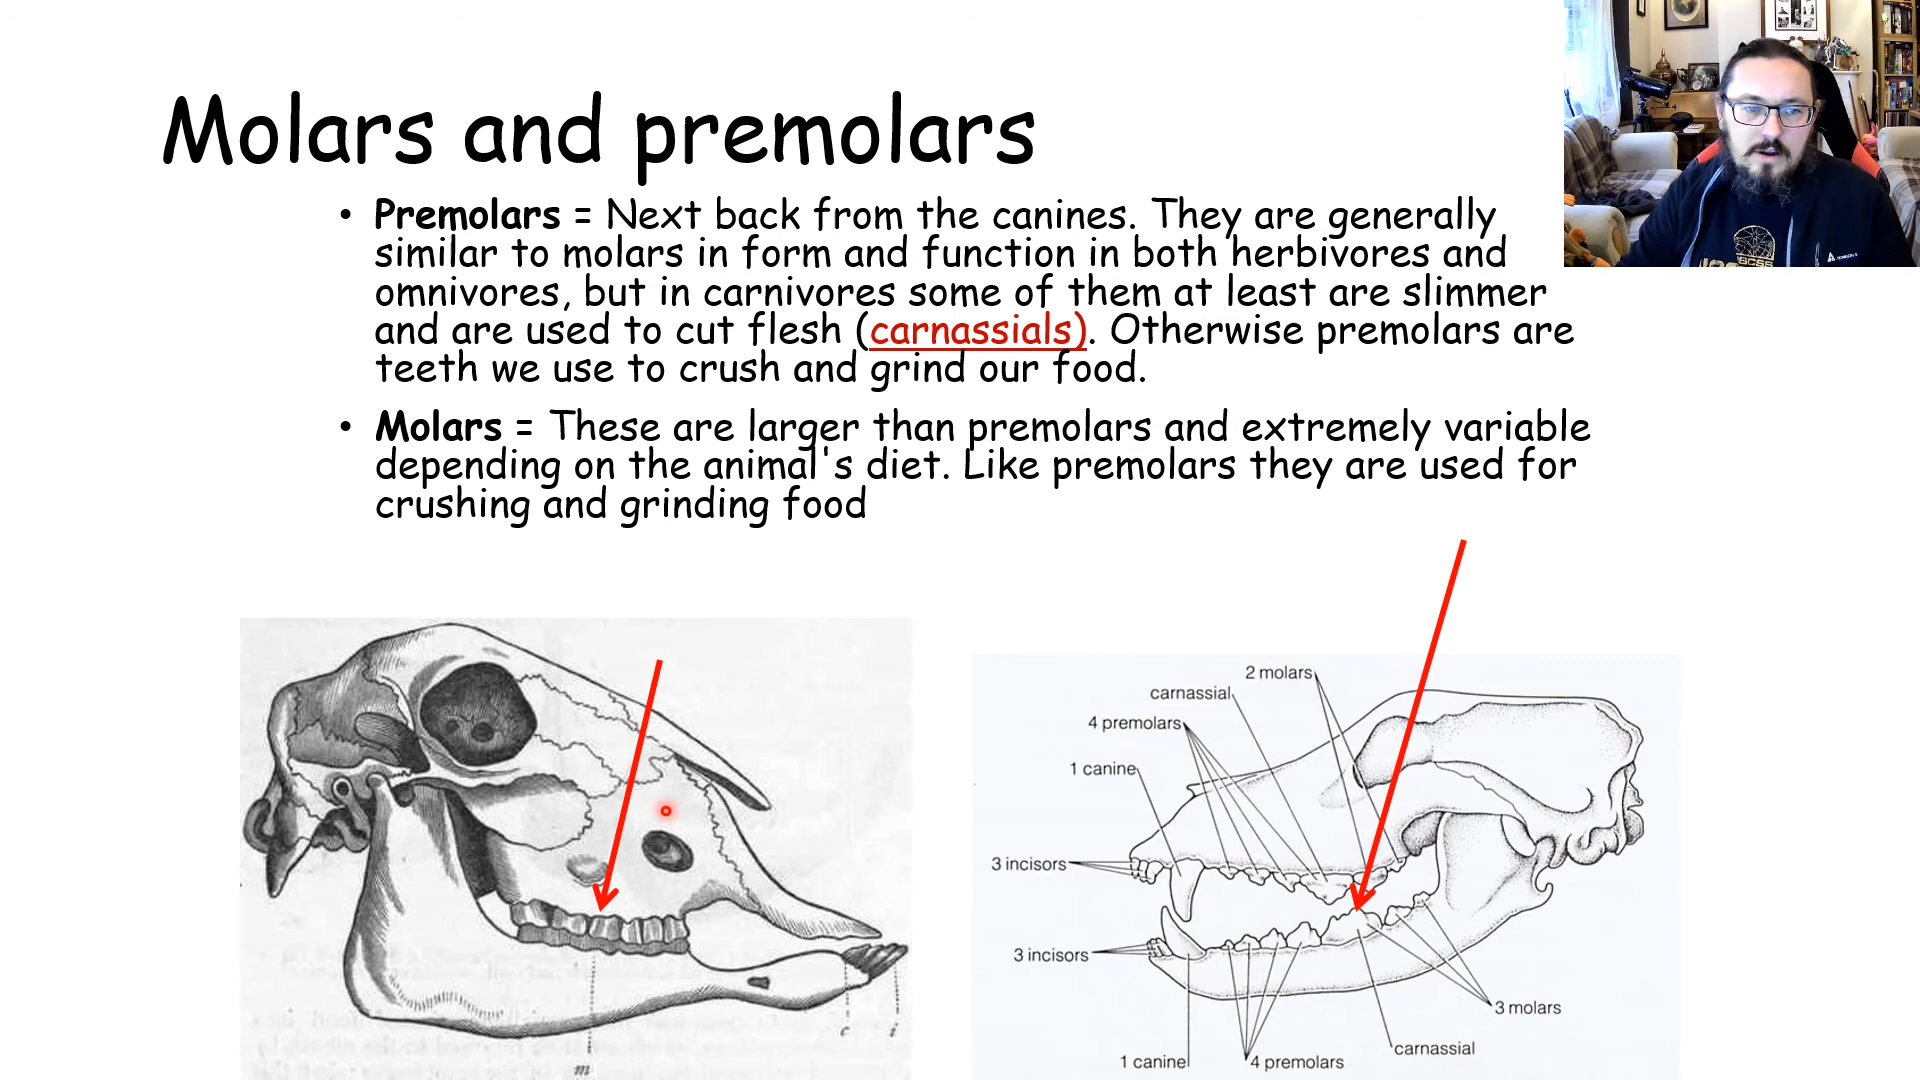 Molars and premolars
• Premolars = Next back from the canines. They are generally
similar to molars in form and function in both herbivores and
omnivores, but in carnivores some of them at least are slimmer
and are used to cut flesh (carnassials). Otherwise premolars are
teeth we use to crush and grind our food.
• Molars = These are larger than premolars and extremely variable
depending on the animal's diet. Like premolars they are used for
crushing and grinding food
c
i
m
2 molars
carnassial
4 premolars
1 canine
3 incisors
3 incisors
3 molars
carnassial
1 canine
4 premolars